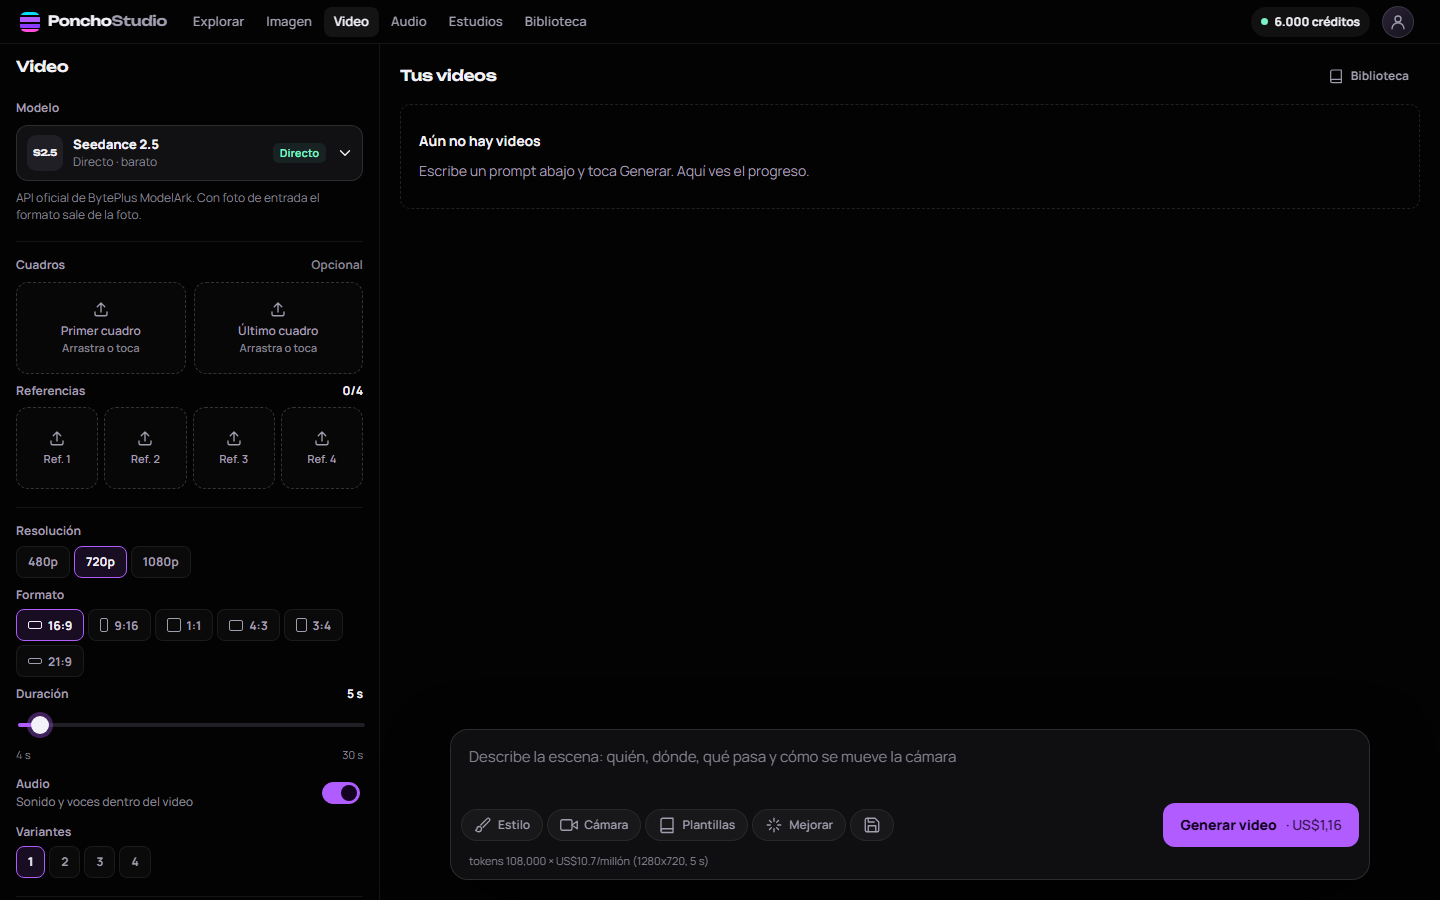 PonchoStudio
Explorar
Imagen
Video
Audio
Estudios
Biblioteca
6.000 créditos
Video
Modelo
S2.5
Seedance 2.5
Directo · barato
Directo
API oficial de BytePlus ModelArk. Con foto de entrada el
formato sale de la foto.
Cuadros
Opcional
Primer cuadro
Arrastra o toca
Último cuadro
Arrastra o toca
Referencias
0/4
Ref. 1
Ref. 2
Ref. 3
Ref. 4
Resolución
480p
720p
1080p
Formato
16:9
9:16
1:1
4:3
3:4
21:9
Duración
5 s
4 s
30 s
Audio
Sonido y voces dentro del video
Variantes
1
2
3
4
Tus videos
Biblioteca
Aún no hay videos
Escribe un prompt abajo y toca Generar. Aquí ves el progreso.
Describe la escena: quién, dónde, qué pasa y cómo se mueve la cámara
Estilo
Cámara
Plantillas
Mejorar
Generar video · US$1,16
tokens 108,000 × US$10.7/millón (1280x720, 5 s)